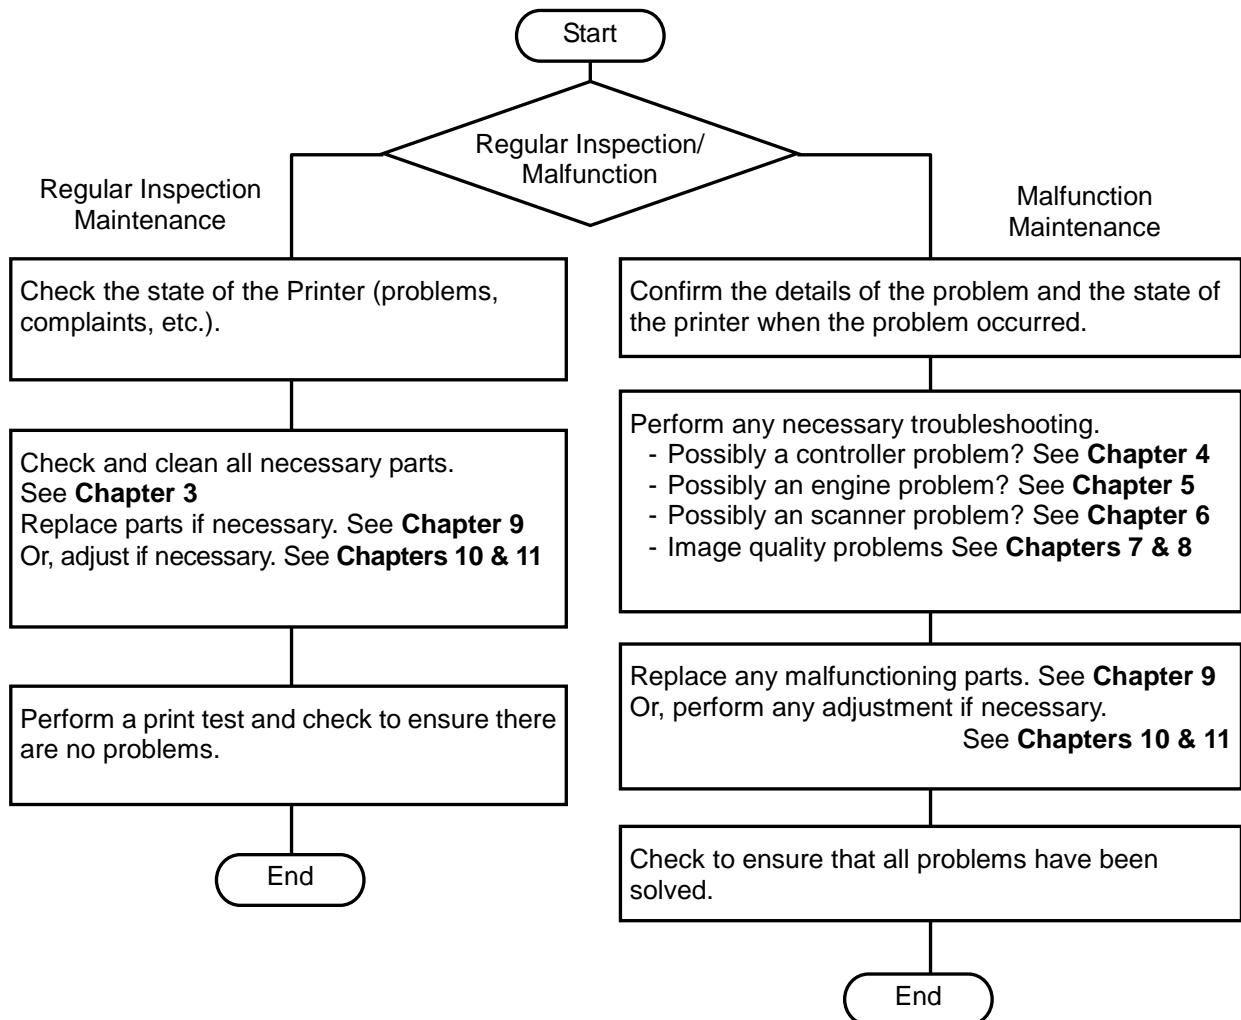 Start
Regular Inspection/
Malfunction
Regular Inspection
Maintenance
Malfunction
Maintenance
Check the state of the Printer (problems,
complaints, etc.).
Check and clean all necessary parts.
See Chapter 3
Replace parts if necessary. See Chapter 9
Or, adjust if necessary. See Chapters 10 & 11
Perform a print test and check to ensure there
are no problems.
End
Confirm the details of the problem and the state of
the printer when the problem occurred.
Perform any necessary troubleshooting.
- Possibly a controller problem? See Chapter 4
- Possibly an engine problem? See Chapter 5
- Possibly an scanner problem? See Chapter 6
- Image quality problems See Chapters 7 & 8
Replace any malfunctioning parts. See Chapter 9
Or, perform any adjustment if necessary.
See Chapters 10 & 11
Check to ensure that all problems have been
solved.
End